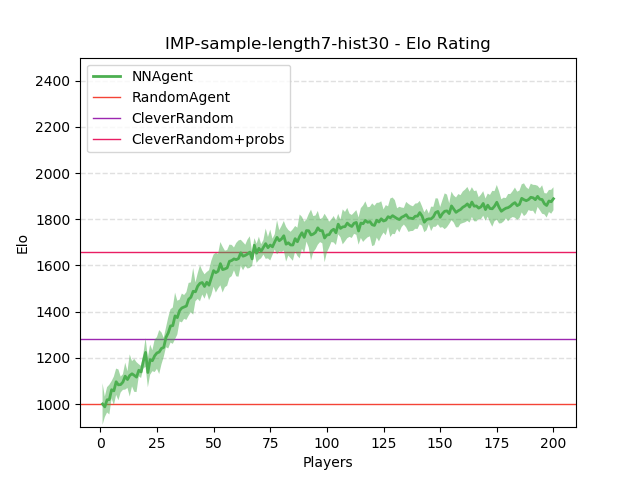 IMP-sample-length7-hist30 - Elo Rating
NNAgent
RandomAgent
CleverRandom
CleverRandom+probs
2400
2200
2000
1800
1600
1400
1200
1000
Elo
0 25 50 75 100 125 150 175 200
Players